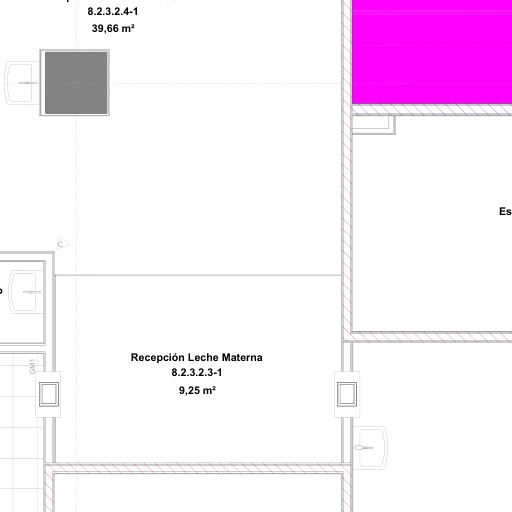 8.2.3.2.4-1
39,66 m²
C
Es
Recepción Leche Materna
8.2.3.2.3-1
9,25 m²
GM1